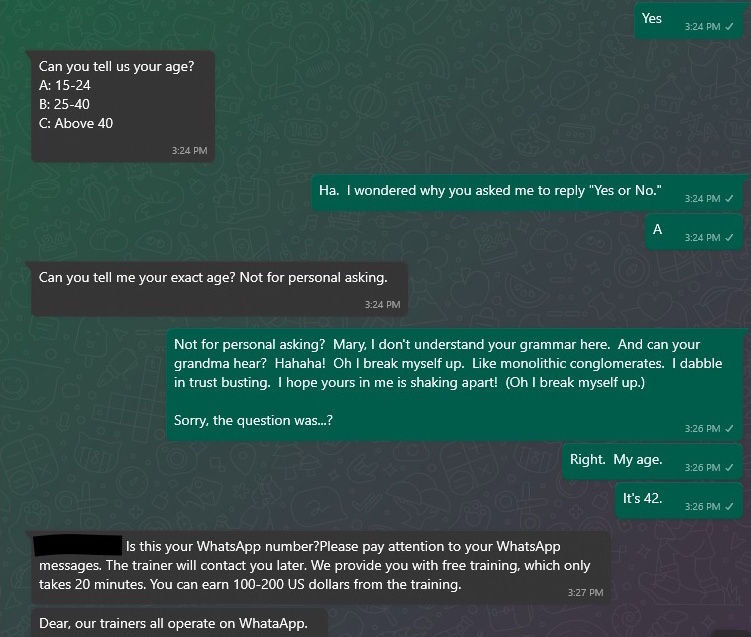 Yes
3:24 PM
Can you tell us your age?
A: 15-24
B: 25-40
C: Above 40
3:24 PM
Ha.  I wondered why you asked me to reply "Yes or No."
3:24 PM
A
3:24 PM
Can you tell me your exact age? Not for personal asking.
3:24 PM
Not for personal asking?  Mary, I don't understand your grammar here.  And can your
grandma hear?  Hahaha!  Oh I break myself up.  Like monolithic conglomerates.  I dabble
in trust busting.  I hope yours in me is shaking apart!  (Oh I break myself up.)
Sorry, the question was...?
3:26 PM
Right.  My age.
3:26 PM
It's 42.
3:26 PM
Is this your WhatsApp number?Please pay attention to your WhatsApp
messages. The trainer will contact you later. We provide you with free training, which only
takes 20 minutes. You can earn 100-200 US dollars from the training.
3:27 PM
Dear, our trainers all operate on WhataApp.